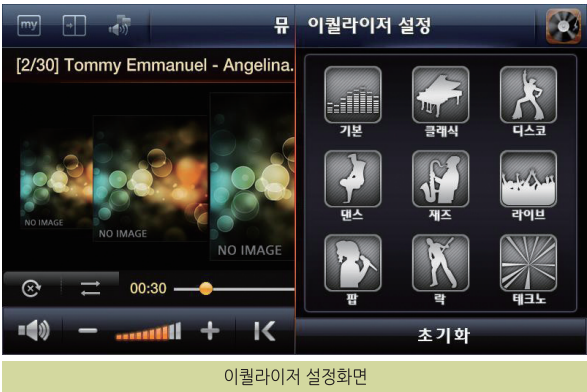 my
뮤
[2/30] Tommy Emmanuel - Angelina.
NO IMAGE
NO IMAGE
NO IMAGE
00:30
이퀄라이저 설정
기본 클래식 디스코
댄스 재즈 라이브
팝 락 테크노
초기화
이퀄라이저 설정화면